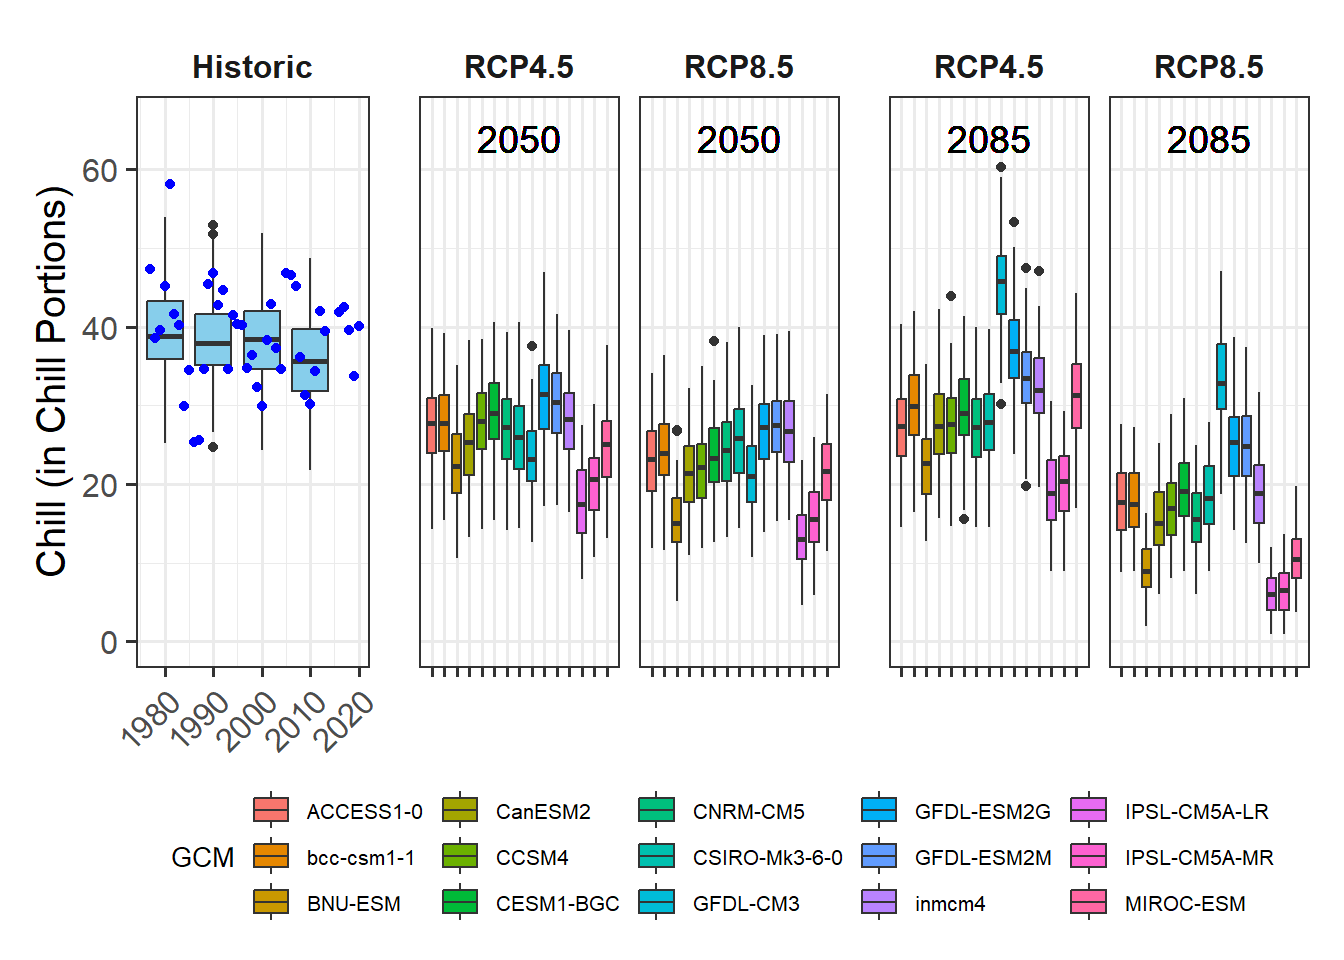 Historic
RCP4.5
RCP8.5
RCP4.5
RCP8.5
2050
2050
2085
2085
Chill (in Chill Portions)
60
40
20
0
1980
1990
2000
2010
2020
GCM
ACCESS1-0
bcc-csm1-1
BNU-ESM
CanESM2
CCSM4
CESM1-BGC
CNRM-CM5
CSIRO-Mk3-6-0
GFDL-CM3
GFDL-ESM2G
GFDL-ESM2M
inmcm4
IPSL-CM5A-LR
IPSL-CM5A-MR
MIROC-ESM